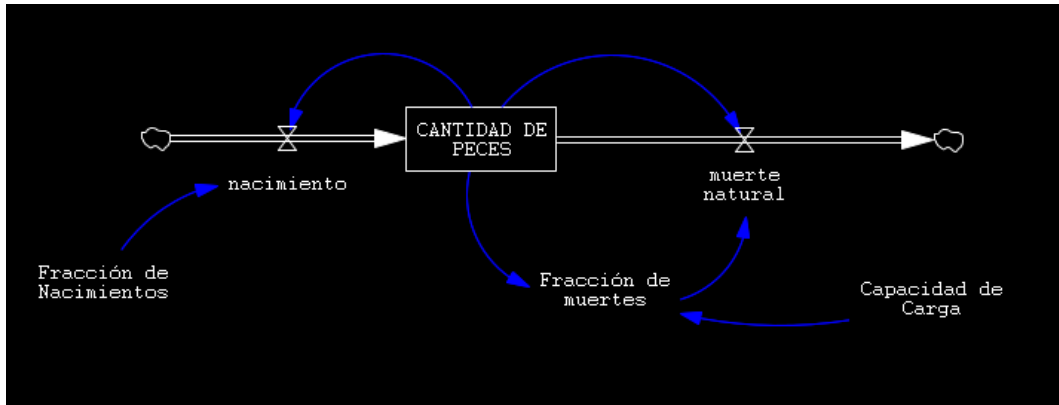 CANTIDAD DE
PECES
nacimiento
muerte
natural
Fracción de
Nacimientos
Fracción de
muertes
Capacidad de
Carga